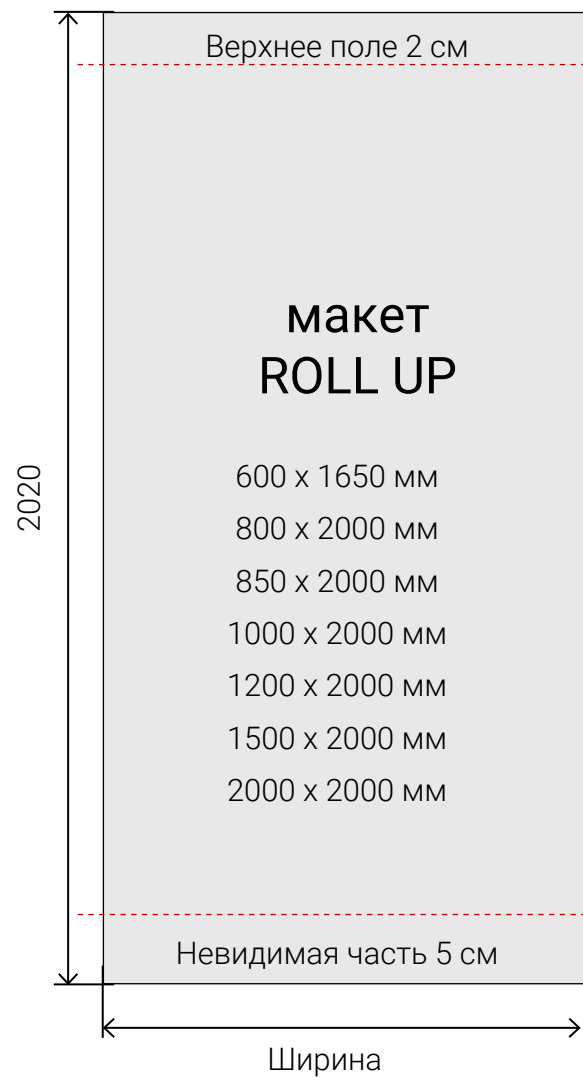 Верхнее поле 2 см
макет
ROLL UP
600 x 1650 мм
800 x 2000 мм
850 x 2000 мм
1000 x 2000 мм
1200 x 2000 мм
1500 x 2000 мм
2000 x 2000 мм
2020
Невидимая часть 5 см
Ширина